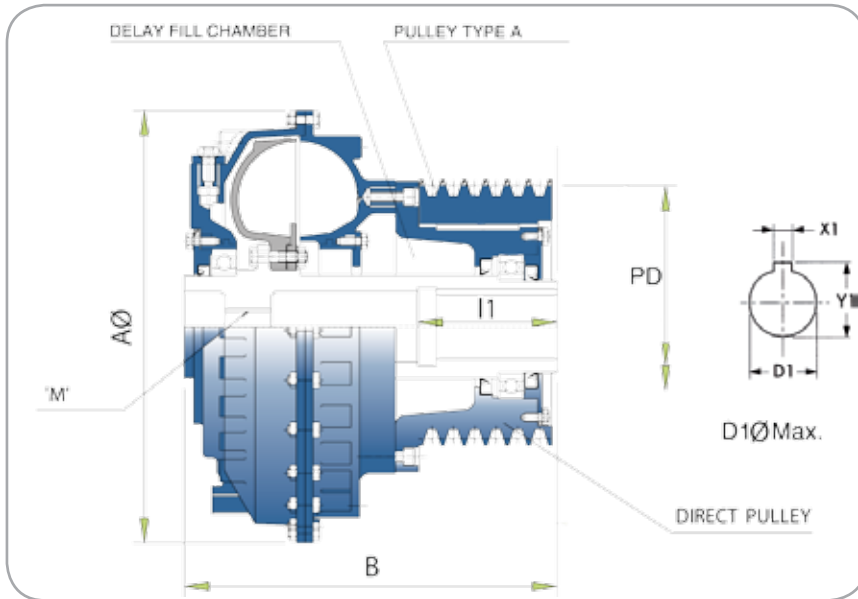 DELAY FILL CHAMBER
PULLEY TYPE A
AØ
I1
PD
X1
Y1
D1
'M'
D1Ø Max.
DIRECT PULLEY
B